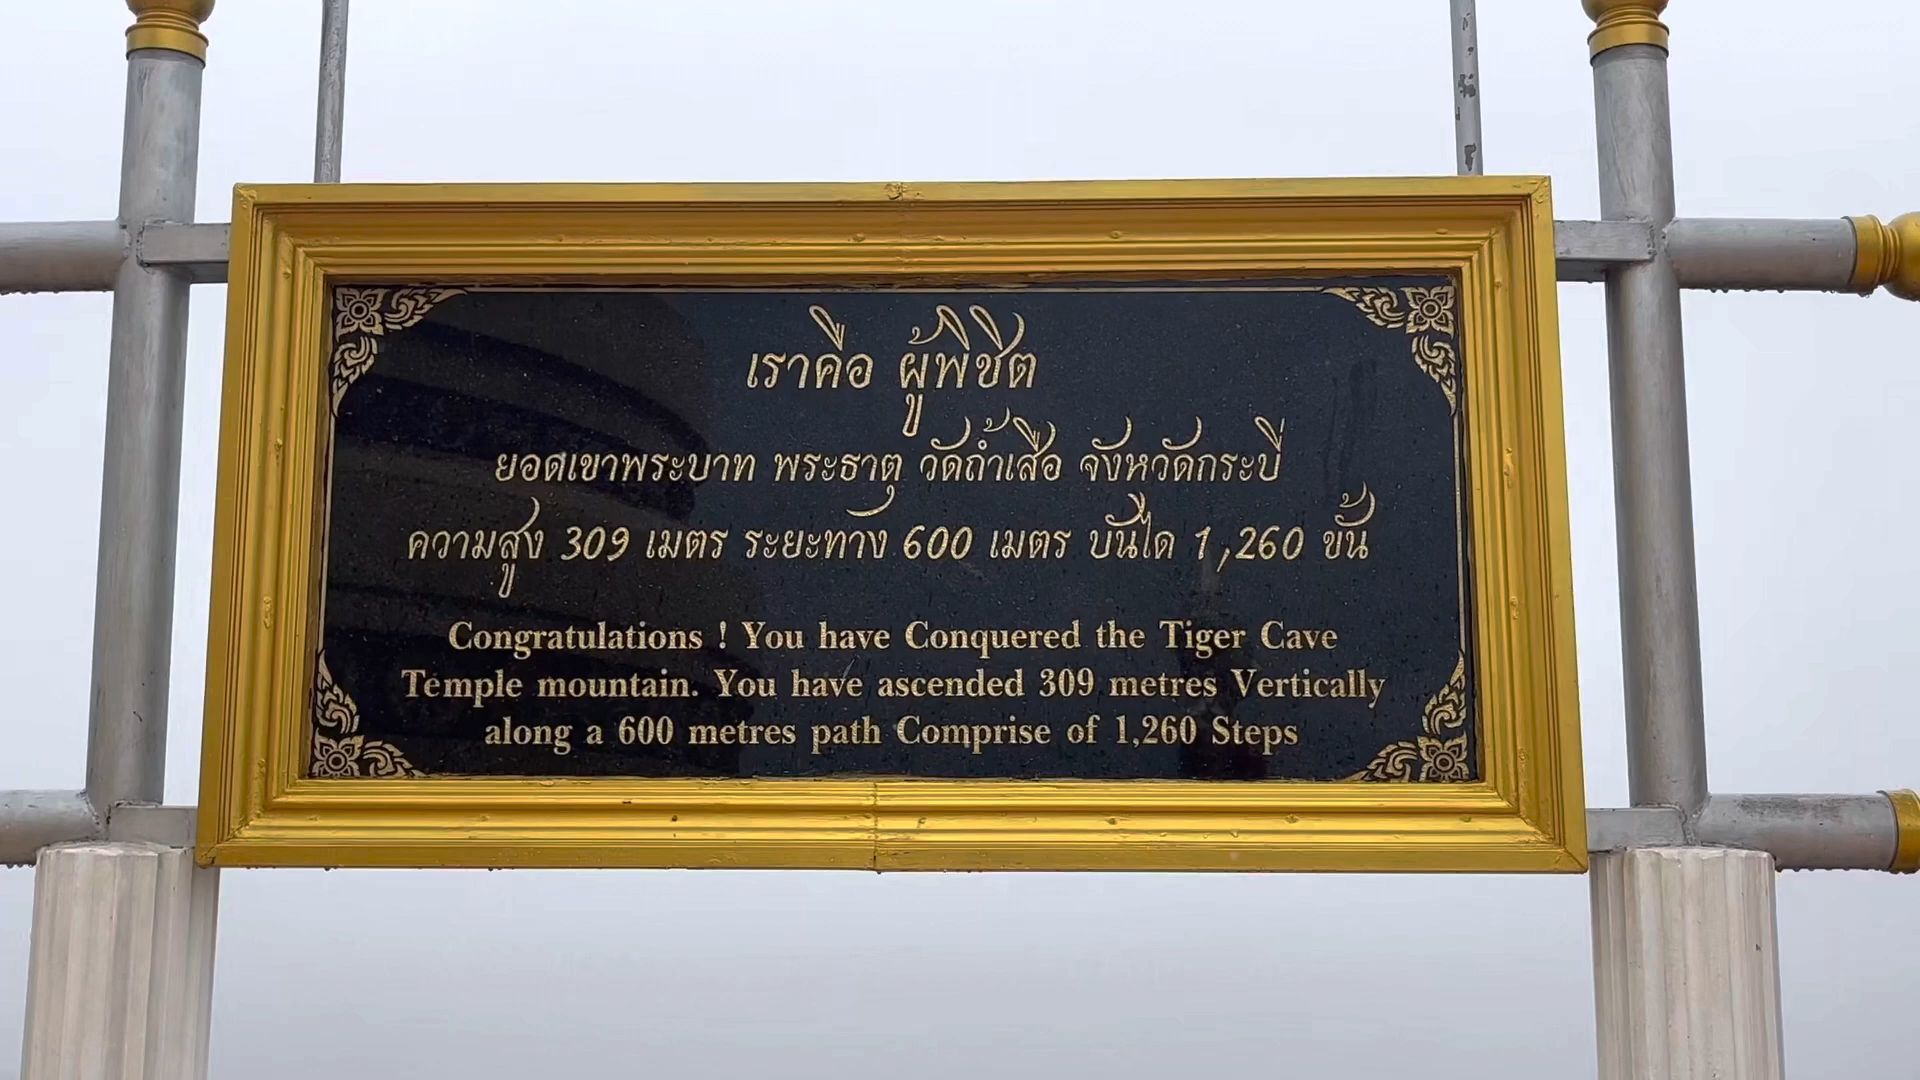 เราคือ ผู้พิชิต
ยอดเขาพระบาท พระธาตุ วัดถ้ำเสือ จังหวัดกระบี่
ความสูง 309 เมตร ระยะทาง 600 เมตร บันได 1,260 ขั้น
Congratulations ! You have Conquered the Tiger Cave
Temple mountain. You have ascended 309 metres Vertically
along a 600 metres path Comprise of 1,260 Steps